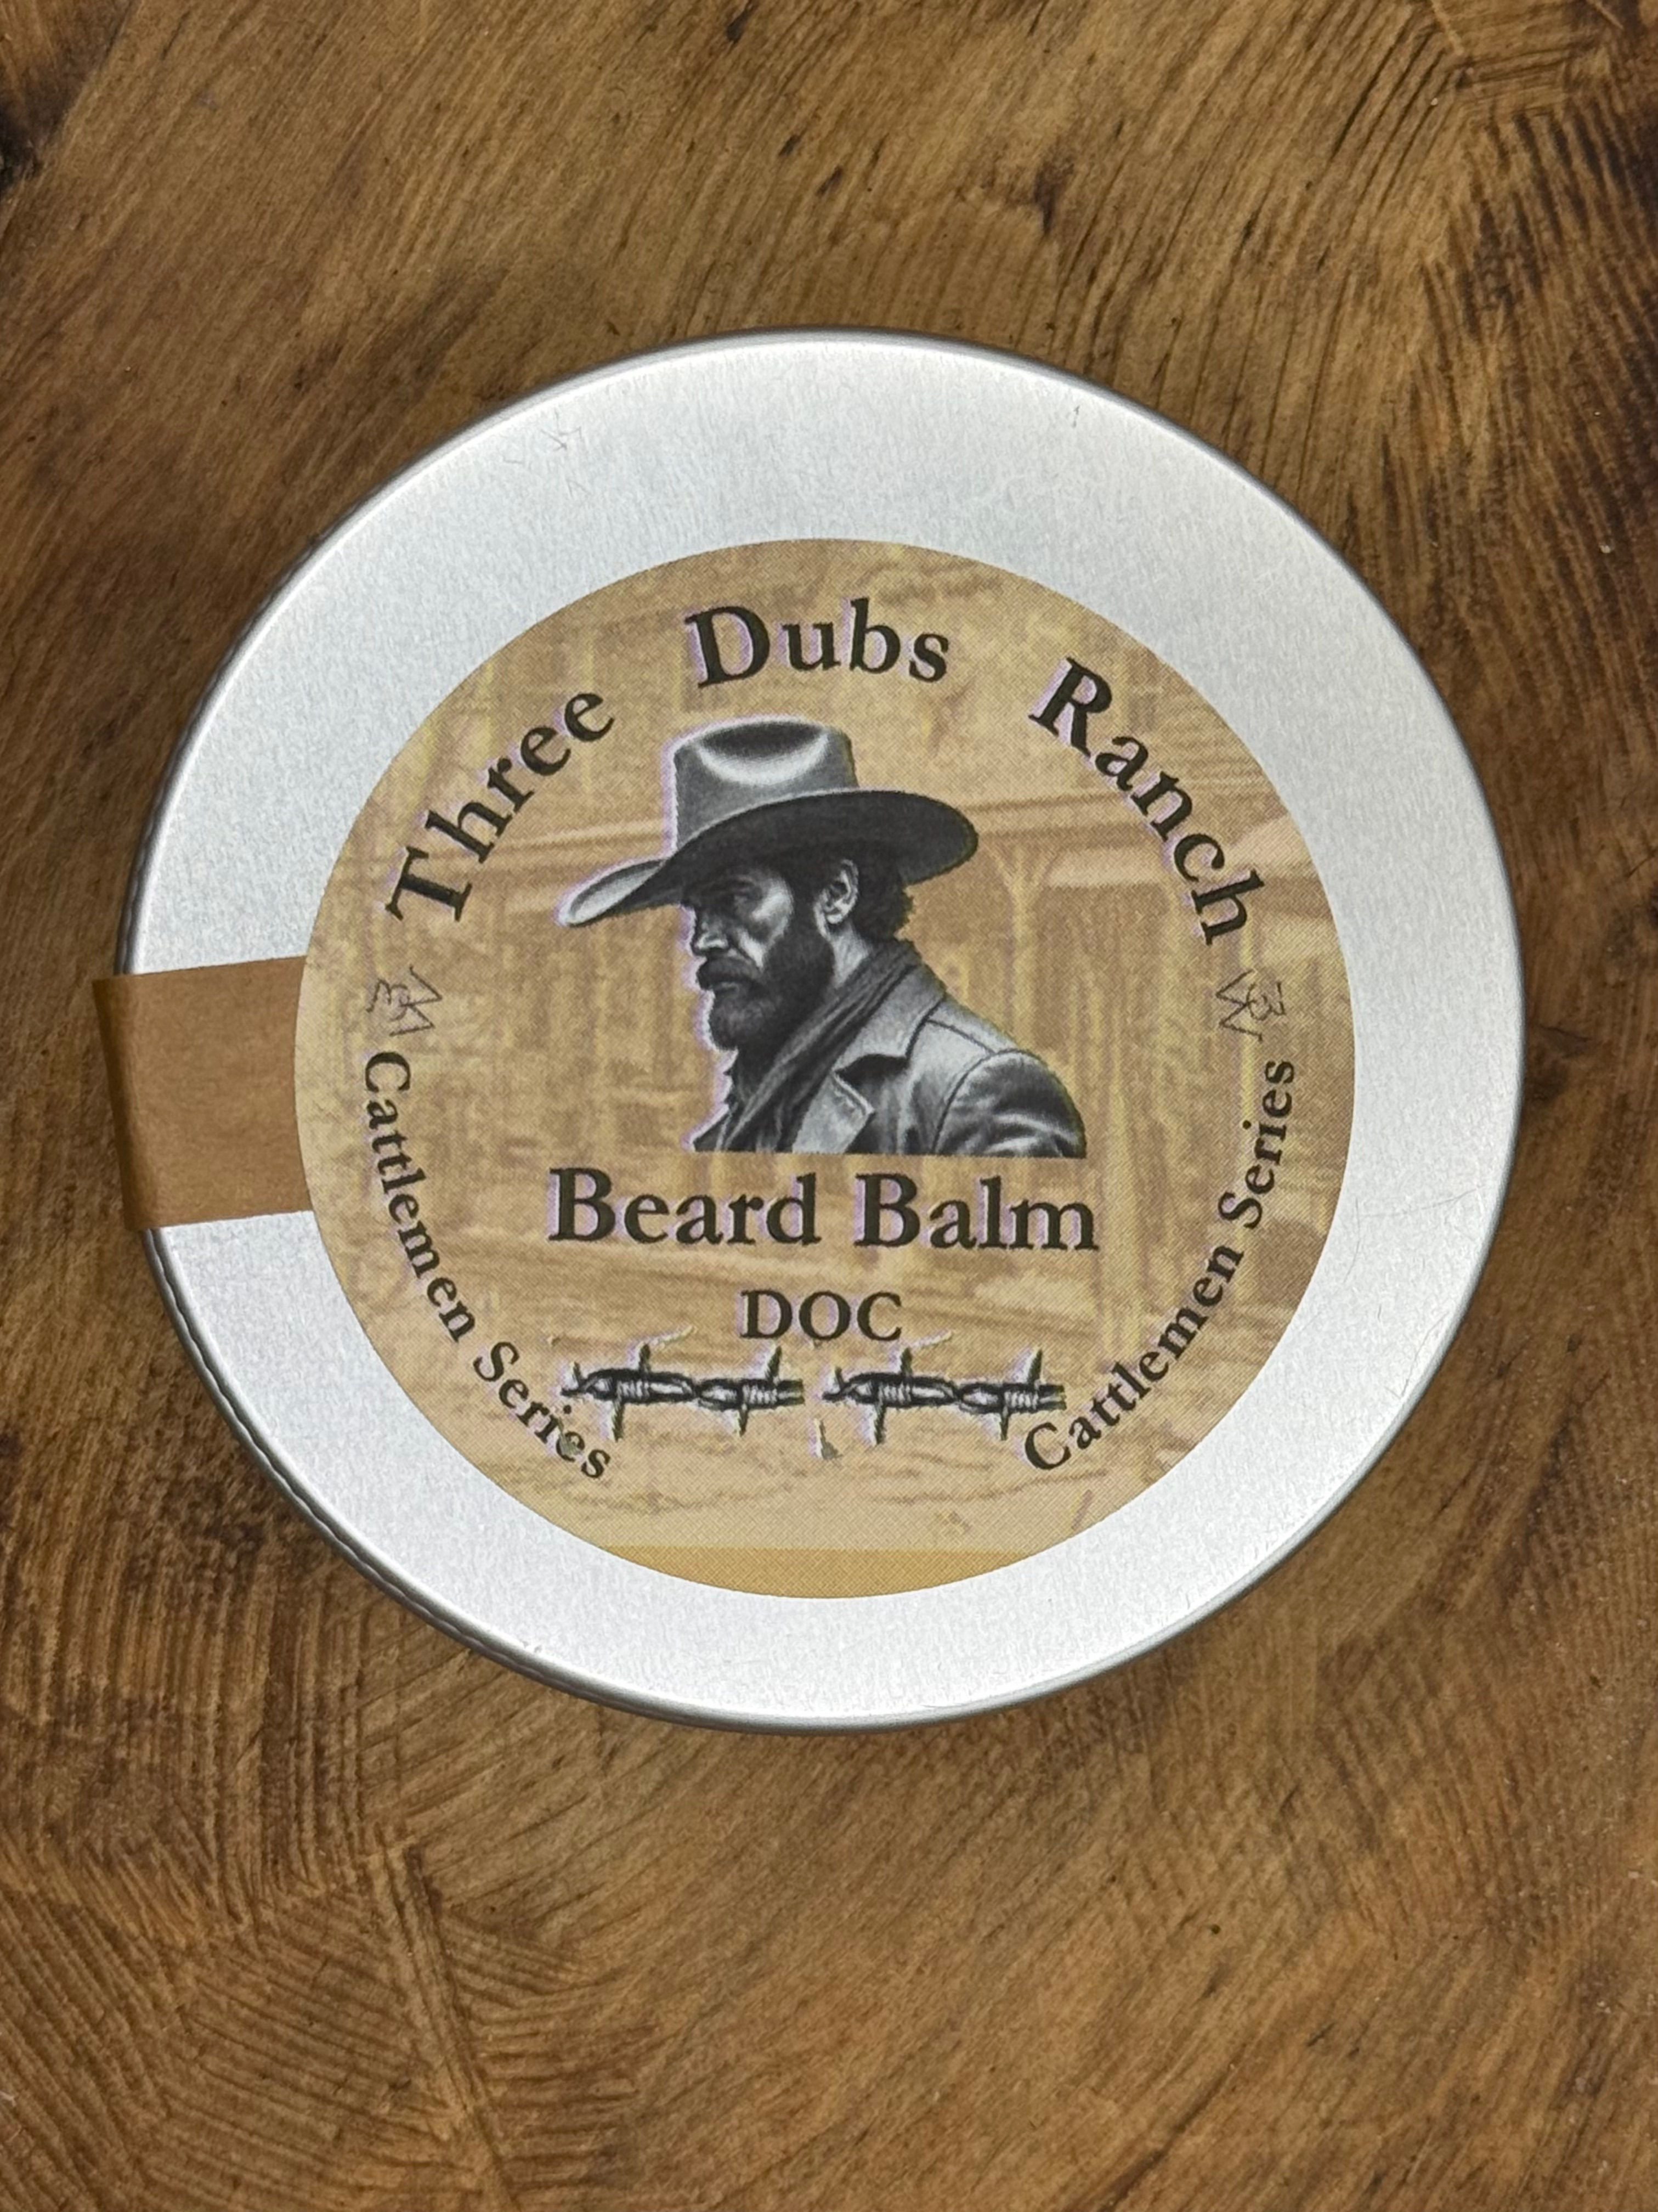 Three Dubs Ranch
Beard Balm
DOC
Cattlemen Series
Cattlemen Series